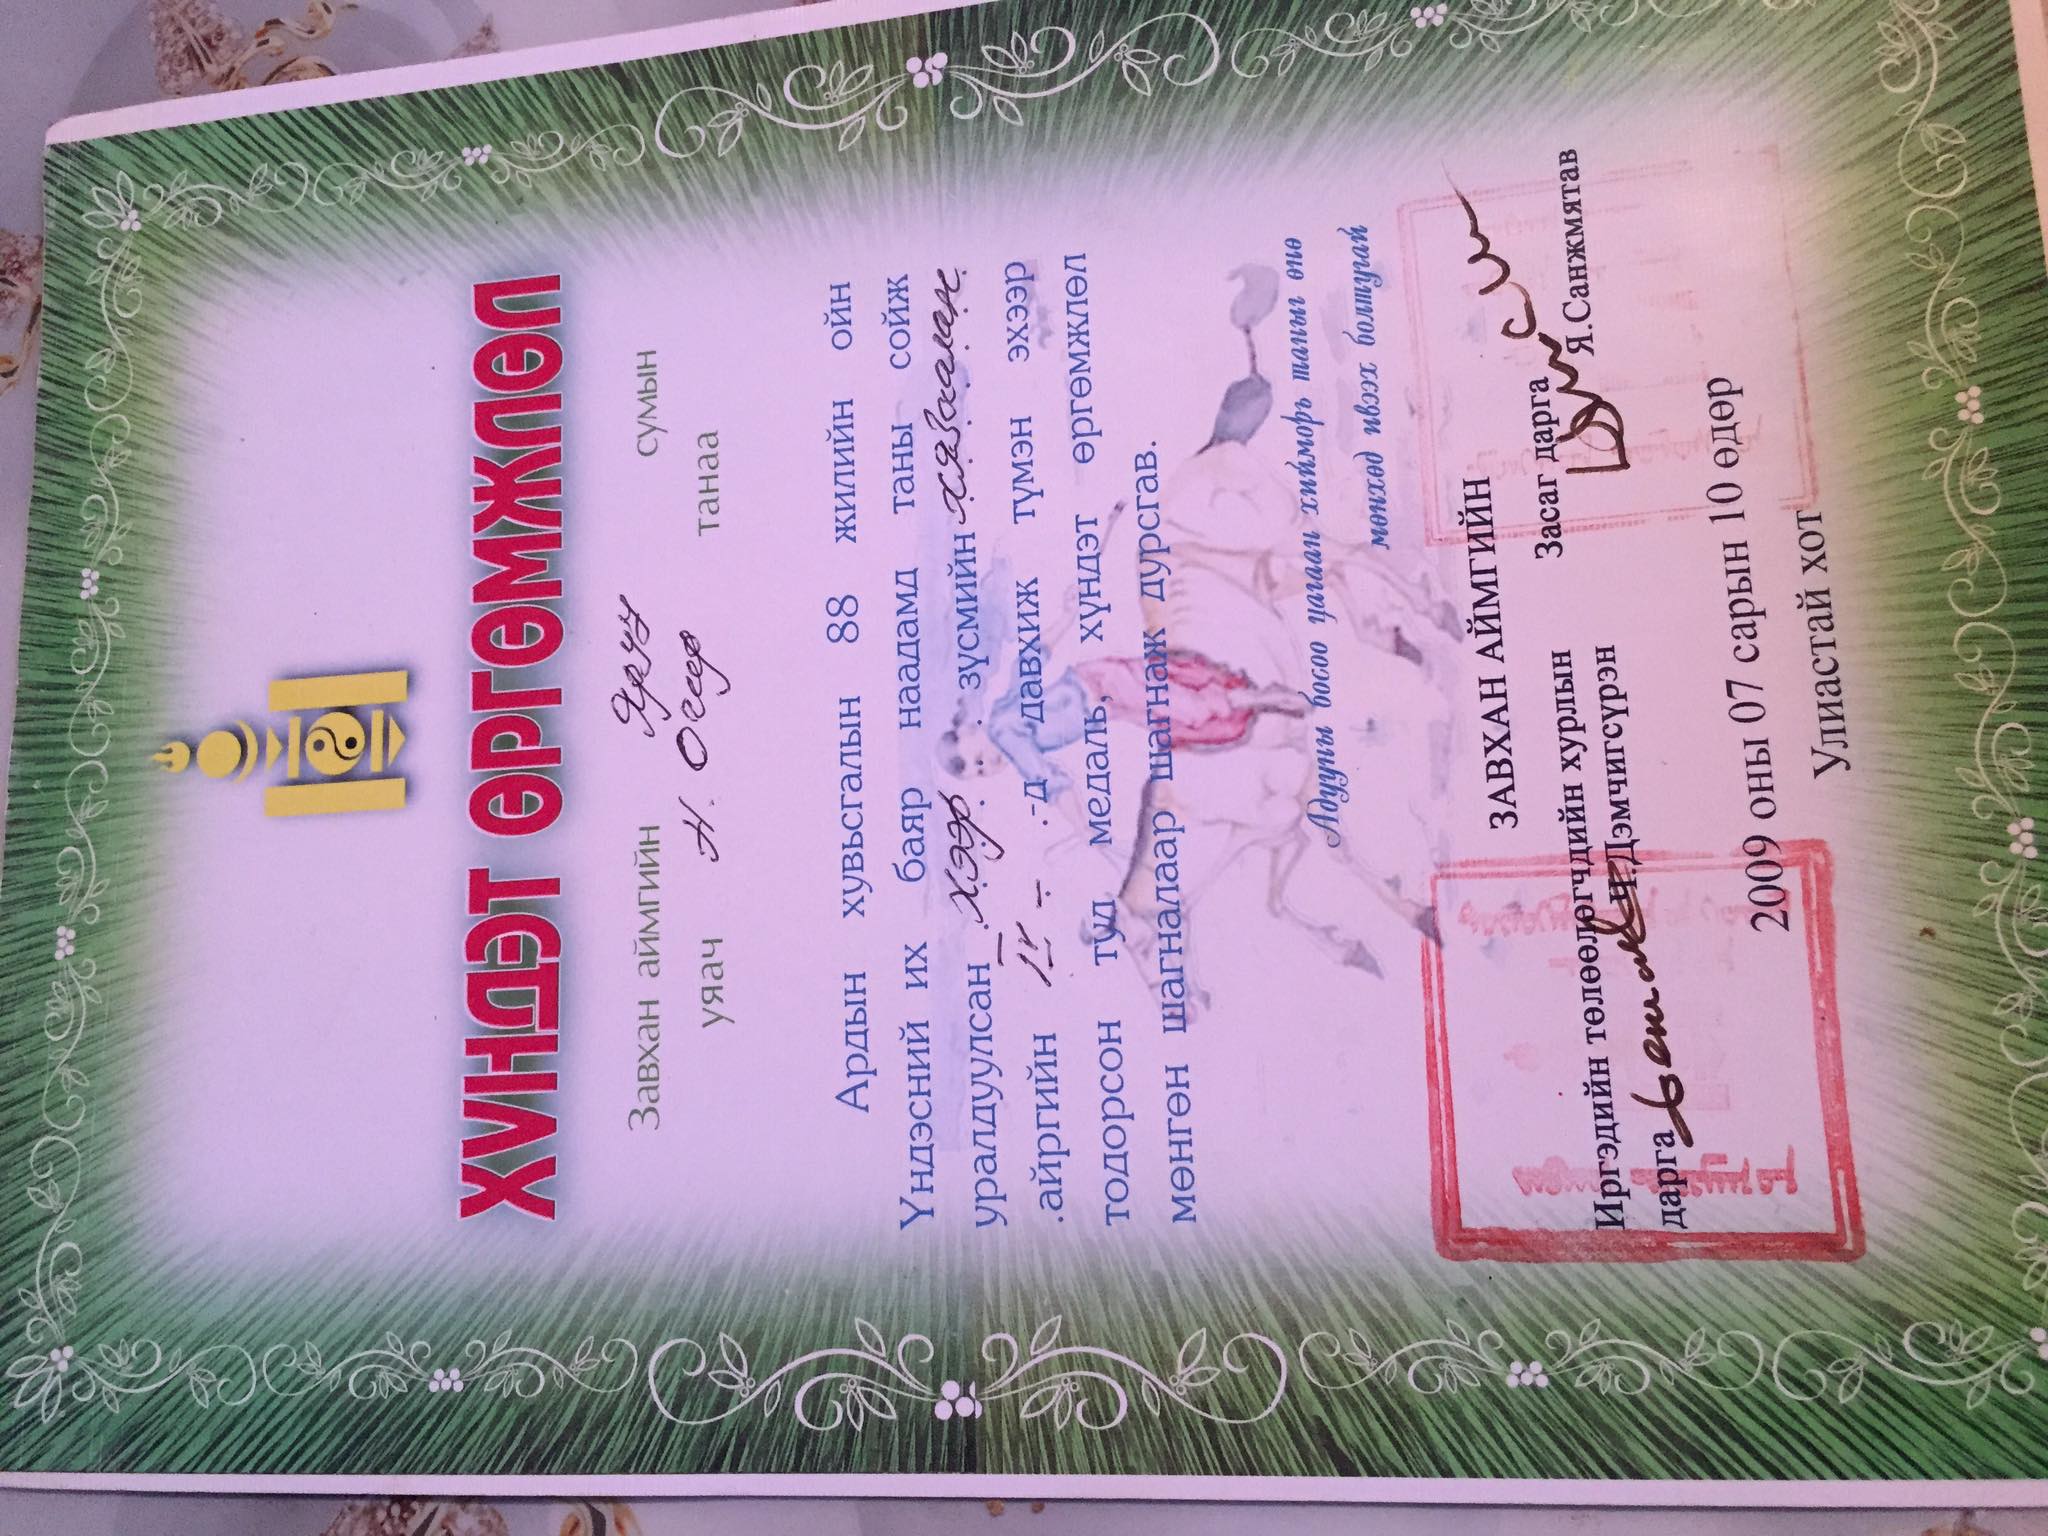 ХҮНДЭТ ӨРГӨМЖЛӨЛ
Завхан аймгийн Яруу сумын
уяач Н. Очир танаа
Ардын хувьсгалын 88 жилийн ойн
Үндэсний их баяр наадамд таны сойж
уралдуулсан .хээр. . зүсмийн хязаалан
.айргийн IV - .-д давхиж түмэн эхээр
тодорсон тул медаль, хүндэт өргөмжлөл
мөнгөн шагналаар шагнаж дурсгав.
Адууны босоо цагаан хийморь таныг өнө
мөнхөд ивээх болтугай
ЗАВХАН АЙМГИЙН
Иргэдийн төлөөлөгчдийн хурлын
дарга Ч.Дэмчигсүрэн
Засаг дарга
Я.Санжмятав
2009 оны 07 сарын 10 өдөр
Улиастай хот